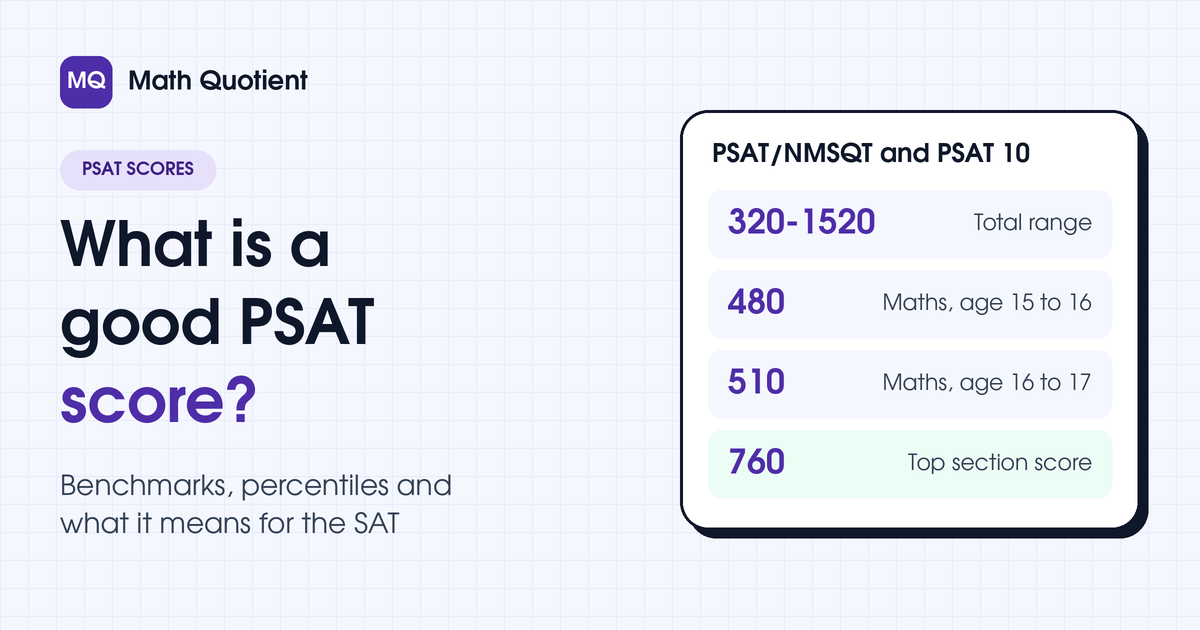 MQ Math Quotient
PSAT SCORES
What is a
good PSAT
score?
Benchmarks, percentiles and
what it means for the SAT
PSAT/NMSQT and PSAT 10
320-1520 Total range
480 Maths, age 15 to 16
510 Maths, age 16 to 17
760 Top section score